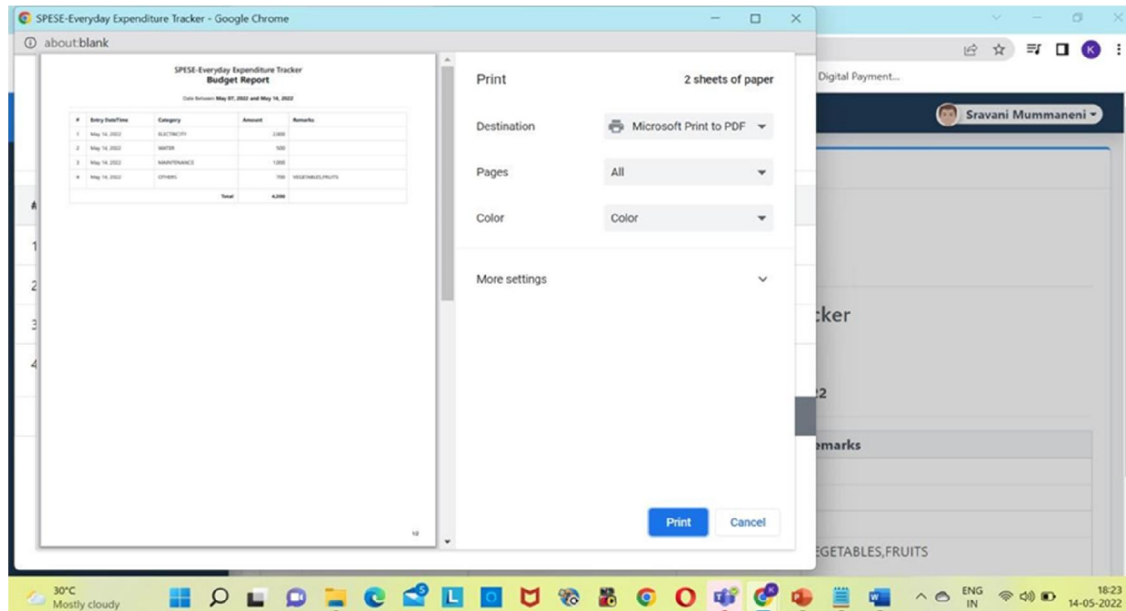 SPESE-Everyday Expenditure Tracker - Google Chrome
about:blank
SPESE-Everyday Expenditure Tracker
Budget Report
Date Between May 07, 2022 and May 14, 2022
# Entry DateTime Category Amount Remarks
1 May 14, 2022 ELECTRICITY 2,000
2 May 14, 2022 WATER 500
3 May 14, 2022 MAINTENANCE 1,000
4 May 14, 2022 OTHERS 700 VEGETABLES,FRUITS
Total 4,200
1/2
Print 2 sheets of paper
Destination Microsoft Print to PDF
Pages All
Color Color
More settings
Print Cancel
K
Digital Payment...
Sravani Mummaneni
#
1
2
3
4
cker
22
emarks
EGETABLES,FRUITS
30°C
Mostly cloudy
L
ENG
IN
18:23
14-05-2022